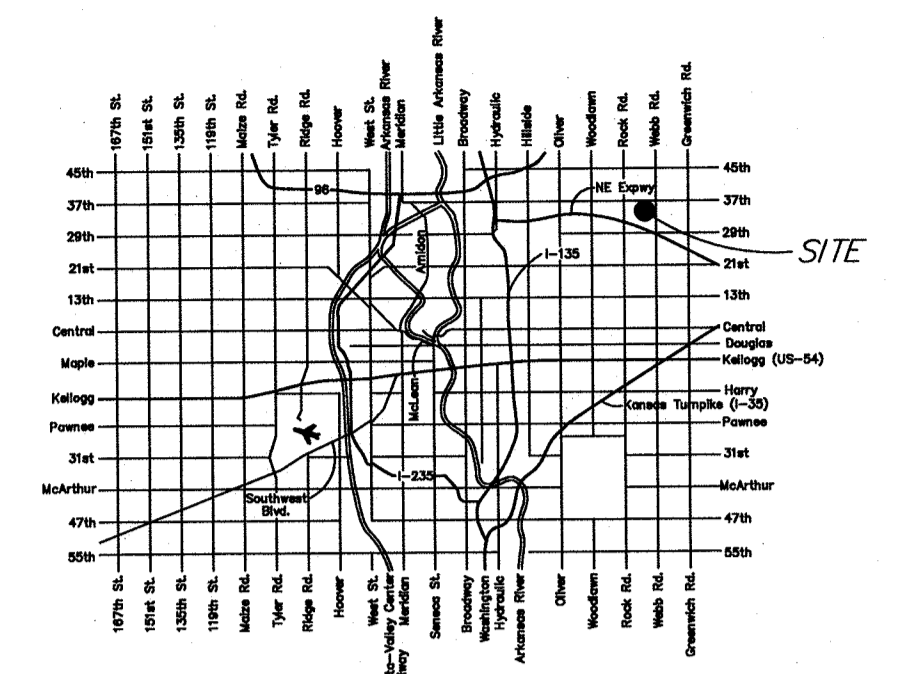 167th St.
151st St.
135th St.
119th St.
Maize Rd.
Tyler Rd.
Ridge Rd.
Hoover
West St.
Arkansas River
Meridian
Little Arkansas River
Broadway
Hydraulic
Hillside
Oliver
Woodlawn
Rock Rd.
Webb Rd.
Greenwich Rd.
45th
45th
96
NE Expwy
37th
37th
29th
29th
Amidon
I-135
SITE
21st
21st
13th
13th
Central
Central
Douglas
Maple
Kellogg (US-54)
McLean
Harry
Kellogg
Kansas Turnpike (I-35)
Pawnee
Pawnee
31st
31st
I-235
McArthur
McArthur
Southwest
Blvd.
47th
47th
55th
55th
167th St.
151st St.
135th St.
119th St.
Maize Rd.
Tyler Rd.
Ridge Rd.
Hoover
West St.
ta-Valley Center
way
Meridian
Seneca St.
Broadway
Washington
Hydraulic
Arkansas River
Oliver
Woodlawn
Rock Rd.
Webb Rd.
Greenwich Rd.